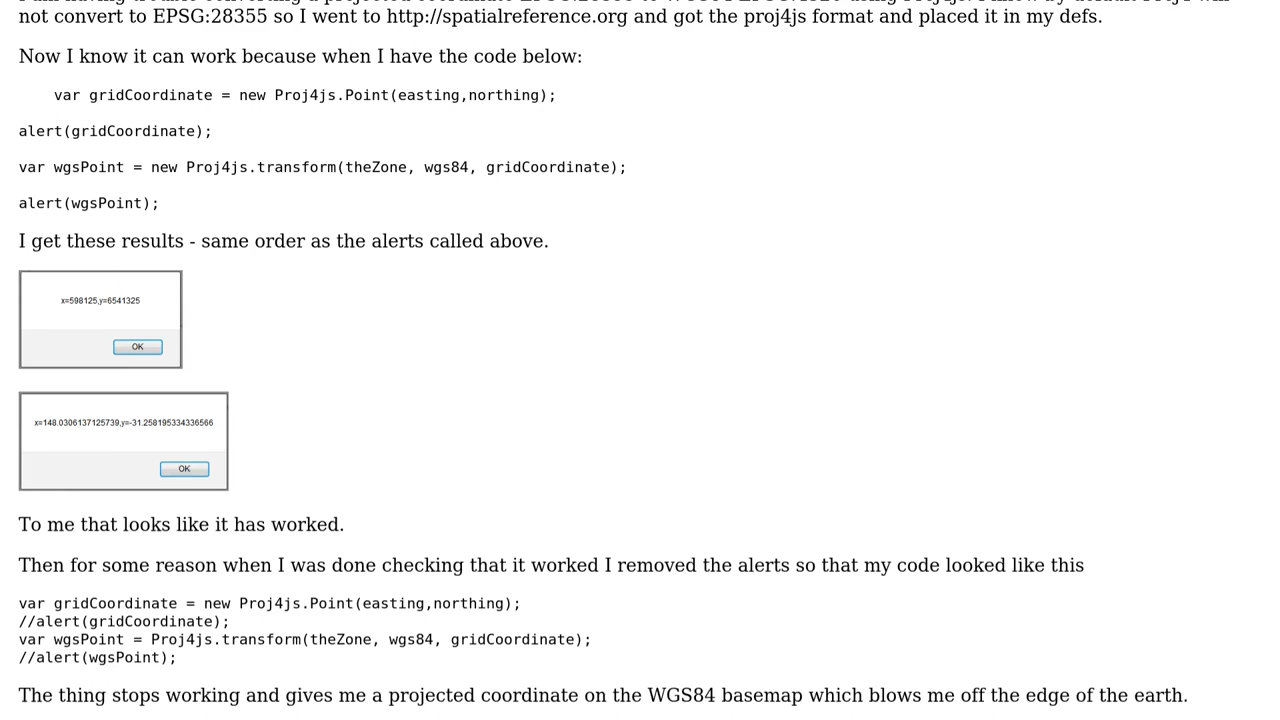 not convert to EPSG:28355 so I went to http://spatialreference.org and got the proj4js format and placed it in my defs.
Now I know it can work because when I have the code below:
var gridCoordinate = new Proj4js.Point(easting,northing);
alert(gridCoordinate);
var wgsPoint = new Proj4js.transform(theZone, wgs84, gridCoordinate);
alert(wgsPoint);
I get these results - same order as the alerts called above.
x=598125,y=6541325
OK
x=148.0306137125739,y=-31.258195334336566
OK
To me that looks like it has worked.
Then for some reason when I was done checking that it worked I removed the alerts so that my code looked like this
var gridCoordinate = new Proj4js.Point(easting,northing);
//alert(gridCoordinate);
var wgsPoint = Proj4js.transform(theZone, wgs84, gridCoordinate);
//alert(wgsPoint);
The thing stops working and gives me a projected coordinate on the WGS84 basemap which blows me off the edge of the earth.